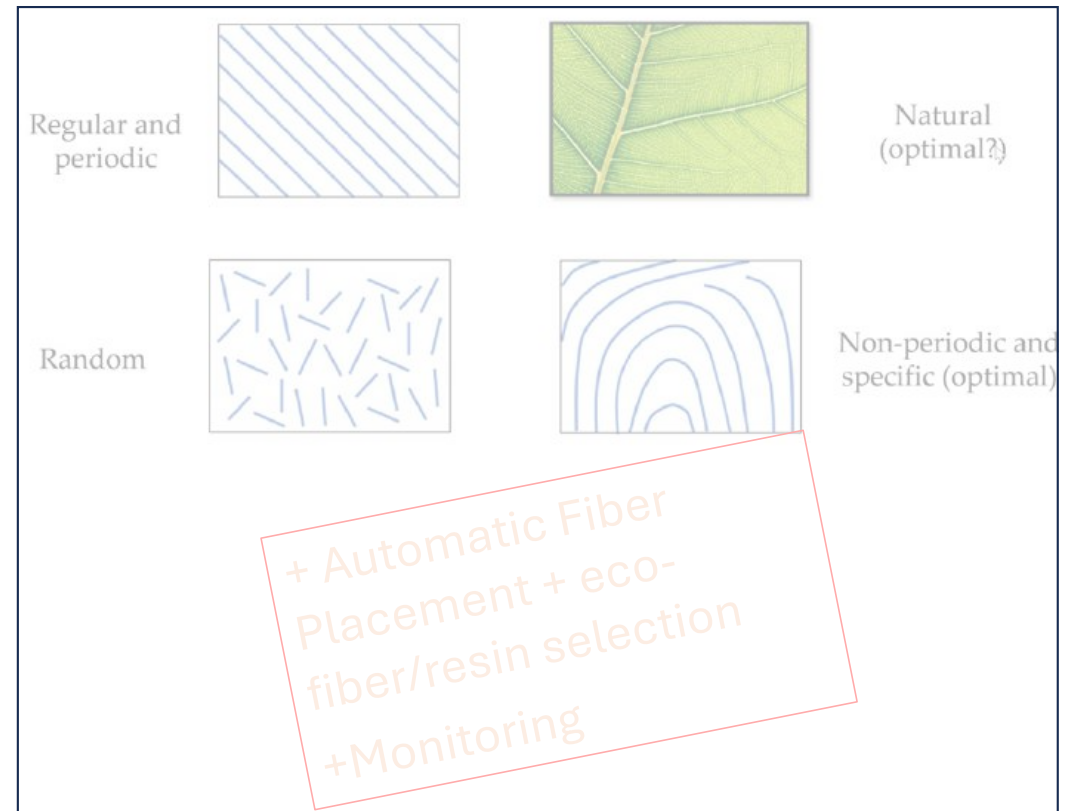 Regular and
periodic
Natural
(optimal?)
Random
Non-periodic and
specific (optimal)
+ Automatic Fiber
Placement + eco-
fiber/resin selection
+Monitoring